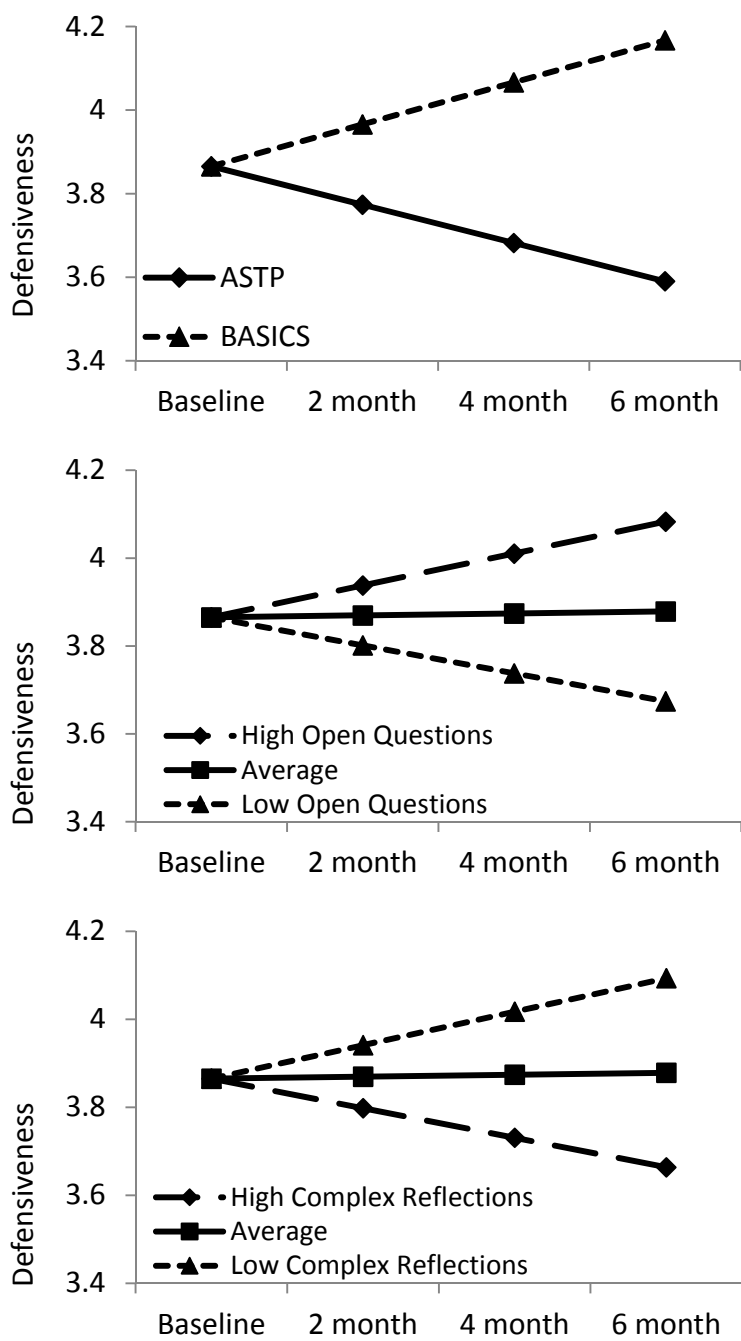 4.2
4
3.8
3.6
3.4
Defensiveness
ASTP
BASICS
Baseline 2 month 4 month 6 month
4.2
4
3.8
3.6
3.4
Defensiveness
High Open Questions
Average
Low Open Questions
Baseline 2 month 4 month 6 month
4.2
4
3.8
3.6
3.4
Defensiveness
High Complex Reflections
Average
Low Complex Reflections
Baseline 2 month 4 month 6 month